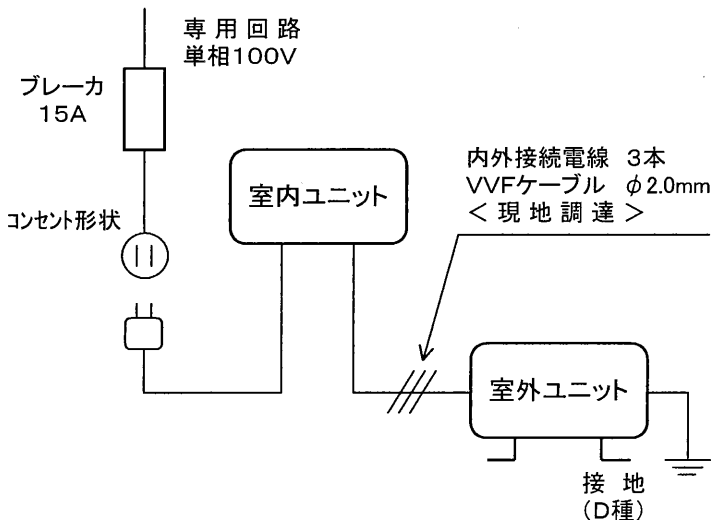 専用回路
単相100V
ブレーカ
15A
コンセント形状
室内ユニット
内外接続電線 3本
VVFケーブル φ2.0mm
<現地調達>
室外ユニット
接地
(D種)